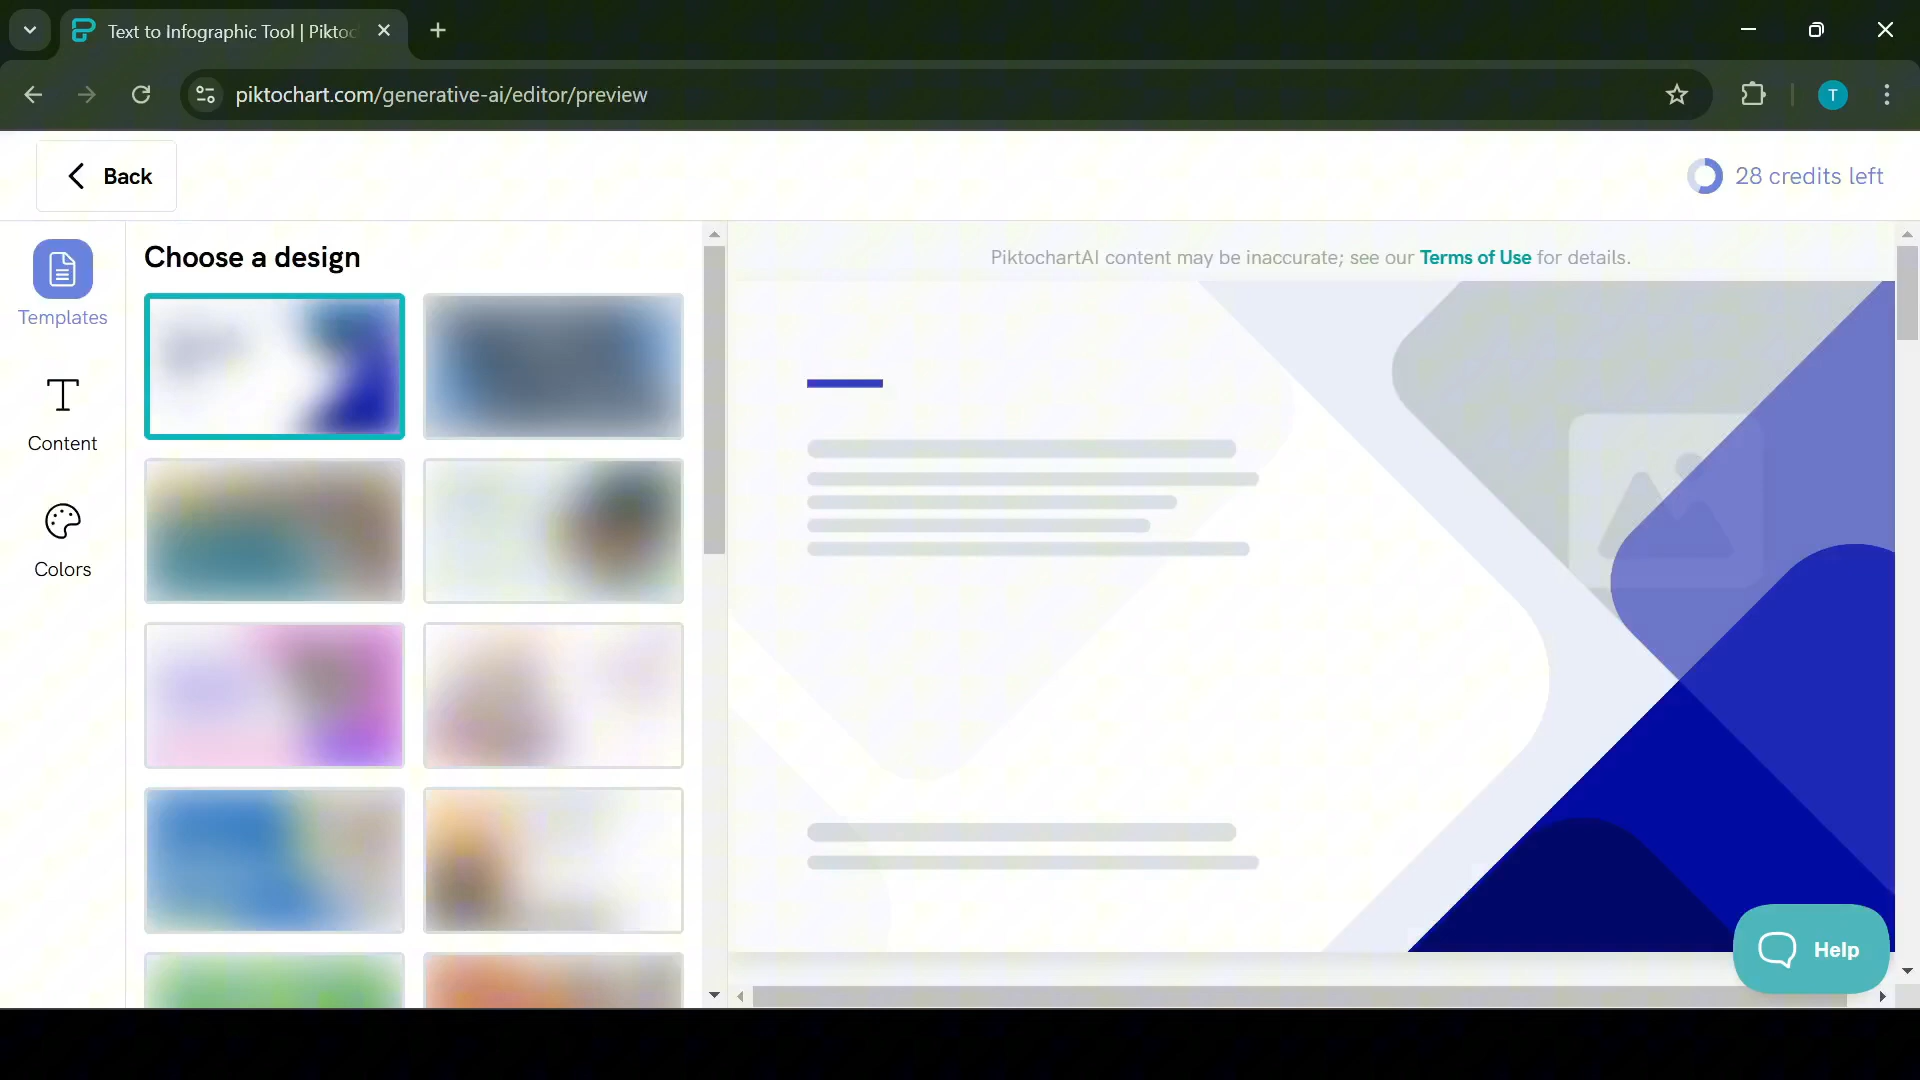 Text to Infographic Tool | Piktoc
piktochart.com/generative-ai/editor/preview
T
Back
28 credits left
Templates
Content
Colors
Choose a design
PiktochartAI content may be inaccurate; see our Terms of Use for details.
Help